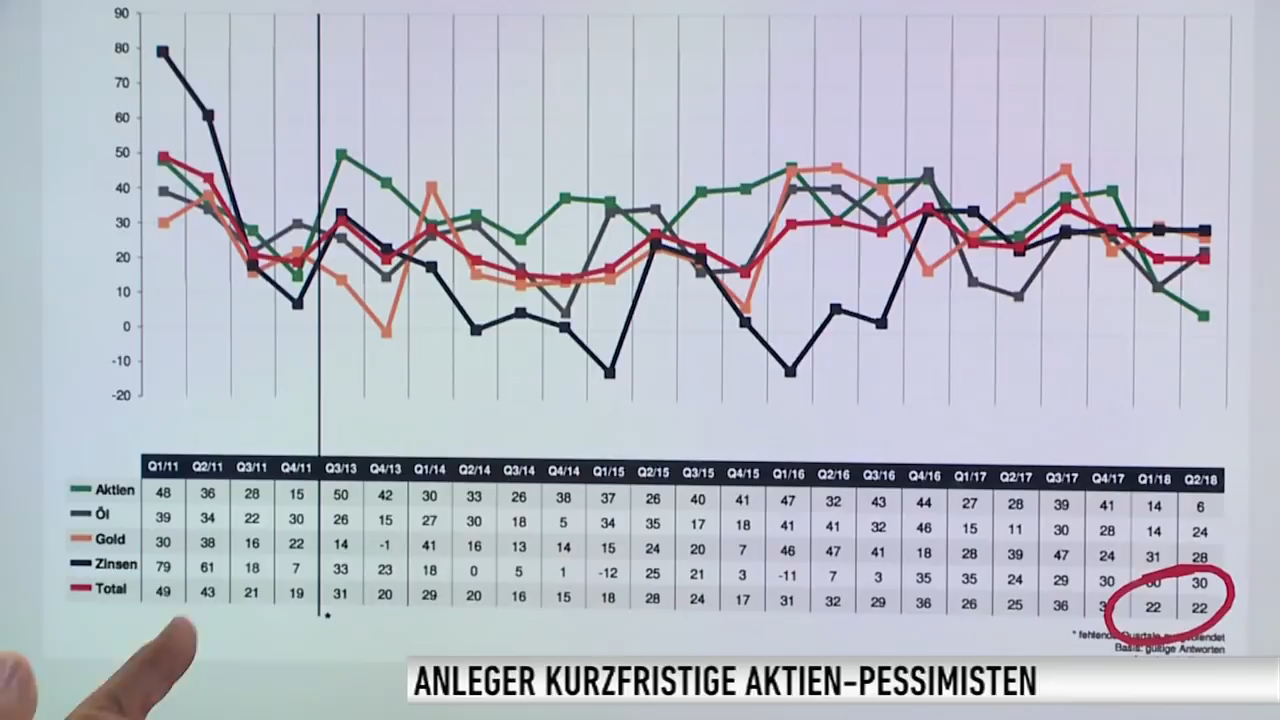 90
80
70
60
50
40
30
20
10
0
-10
-20
Q1/11 Q2/11 Q3/11 Q4/11 Q3/13 Q4/13 Q1/14 Q2/14 Q3/14 Q4/14 Q1/15 Q2/15 Q3/15 Q4/15 Q1/16 Q2/16 Q3/16 Q4/16 Q1/17 Q2/17 Q3/17 Q4/17 Q1/18 Q2/18
Aktien 48 36 28 15 50 42 30 33 26 38 37 26 40 41 47 32 43 44 27 28 39 41 14 6
Öl 39 34 22 30 26 15 27 30 18 5 34 35 17 18 41 41 32 46 15 11 30 28 14 24
Gold 30 38 16 22 14 -1 41 16 13 14 15 24 20 7 46 47 41 18 28 39 47 24 31 28
Zinsen 79 61 18 7 33 23 18 0 5 1 -12 25 21 3 -11 7 3 35 35 24 29 30 30 30
Total 49 43 21 19 31 20 29 20 16 15 18 28 24 17 31 32 29 36 26 25 36 22 22
*
* fehlende Quartale ausgeblendet
Basis: gültige Antworten
ANLEGER KURZFRISTIGE AKTIEN-PESSIMISTEN